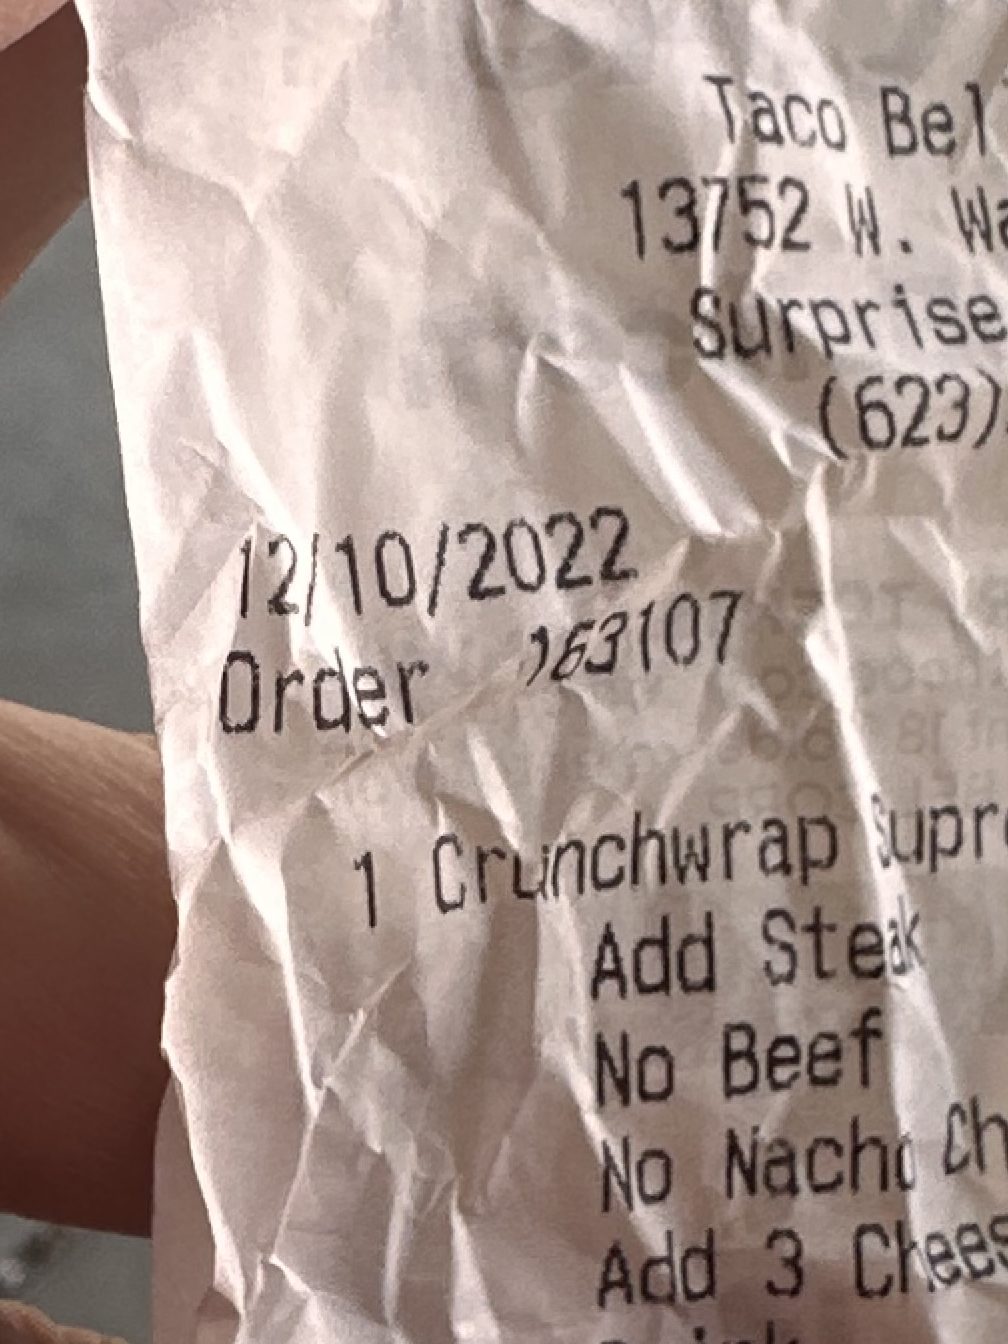 Taco Bel
13752 W. Wa
Surprise
(623)
12/10/2022
Order 163107
1 Crunchwrap Supr
Add Steak
No Beef
No Nacho Ch
Add 3 Chees